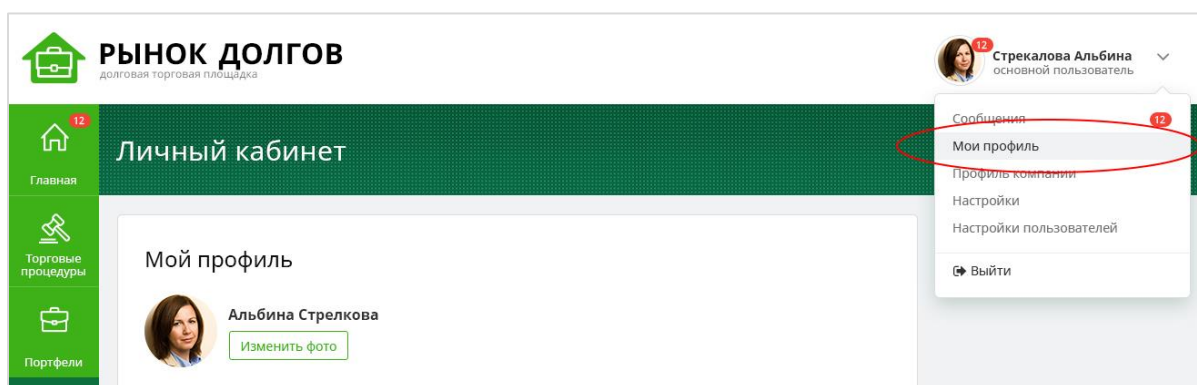 РЫНОК ДОЛГОВ
долговая торговая площадка
12
Стрекалова Альбина
основной пользователь
12
Главная
Личный кабинет
Сообщения 12
Мои профиль
Профиль компании
Настройки
Настройки пользователей
Выйти
Торговые
процедуры
Портфели
Мой профиль
Альбина Стрелкова
Изменить фото